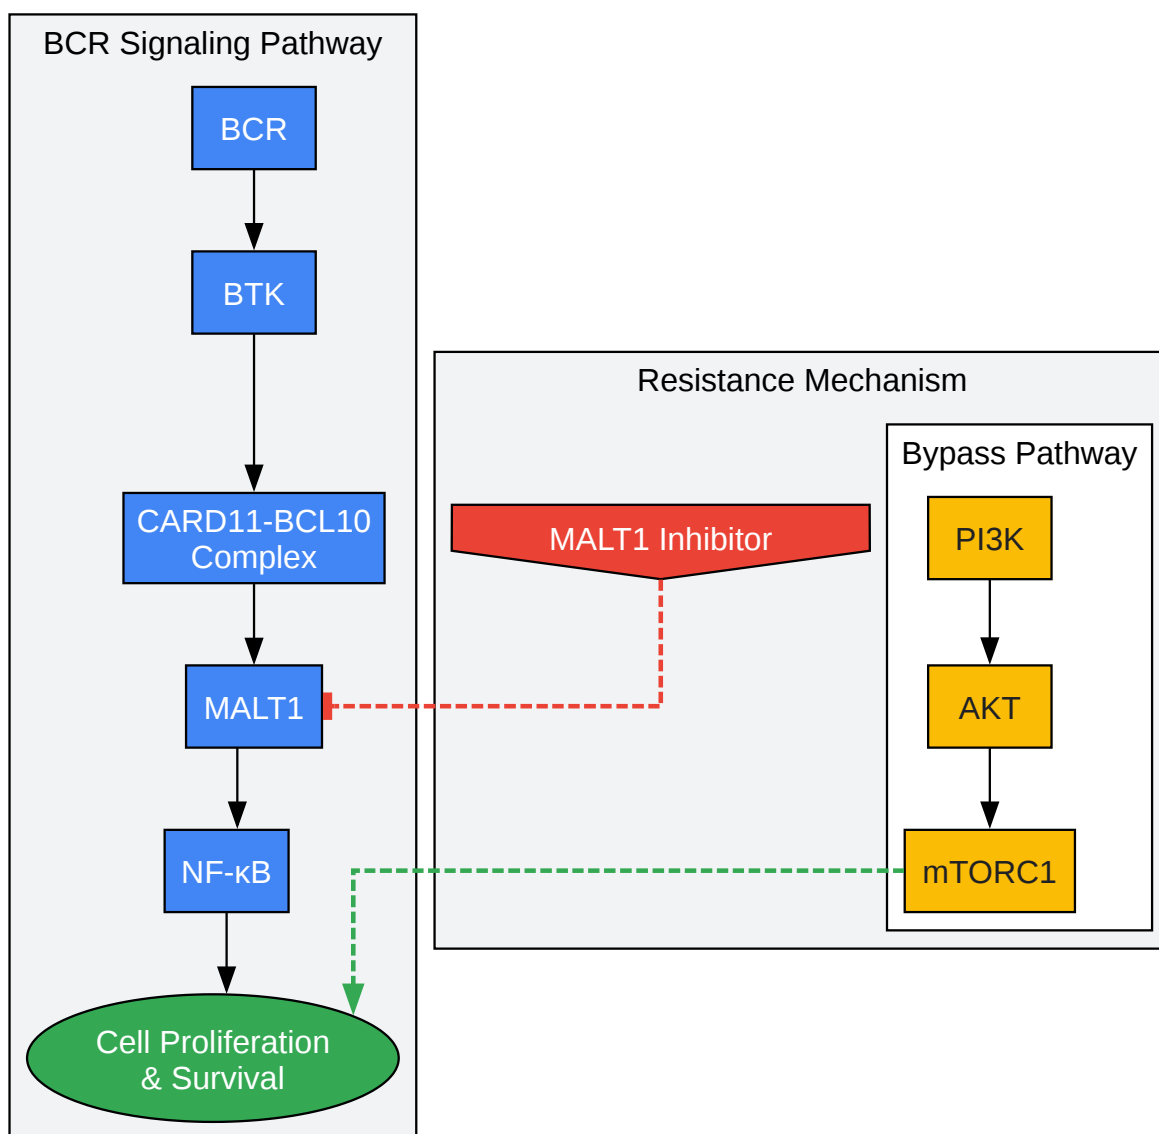 BCR Signaling Pathway
BCR
BTK
CARD11-BCL10
Complex
MALT1
NF-κB
Cell Proliferation
& Survival
Resistance Mechanism
MALT1 Inhibitor
Bypass Pathway
PI3K
AKT
mTORC1